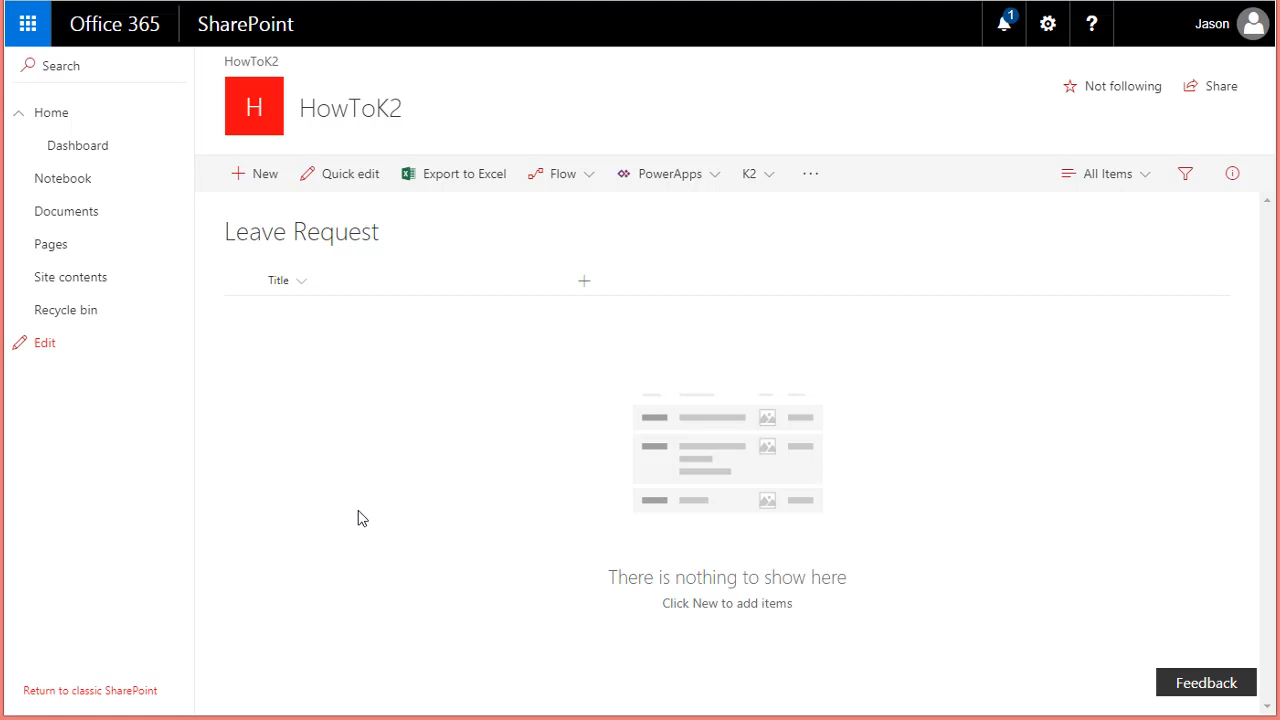 Office 365
SharePoint
1
?
Jason
Search
Home
Dashboard
Notebook
Documents
Pages
Site contents
Recycle bin
Edit
Return to classic SharePoint
HowToK2
H
HowToK2
Not following
Share
New
Quick edit
Export to Excel
Flow
PowerApps
K2
...
All Items
Leave Request
Title
There is nothing to show here
Click New to add items
Feedback